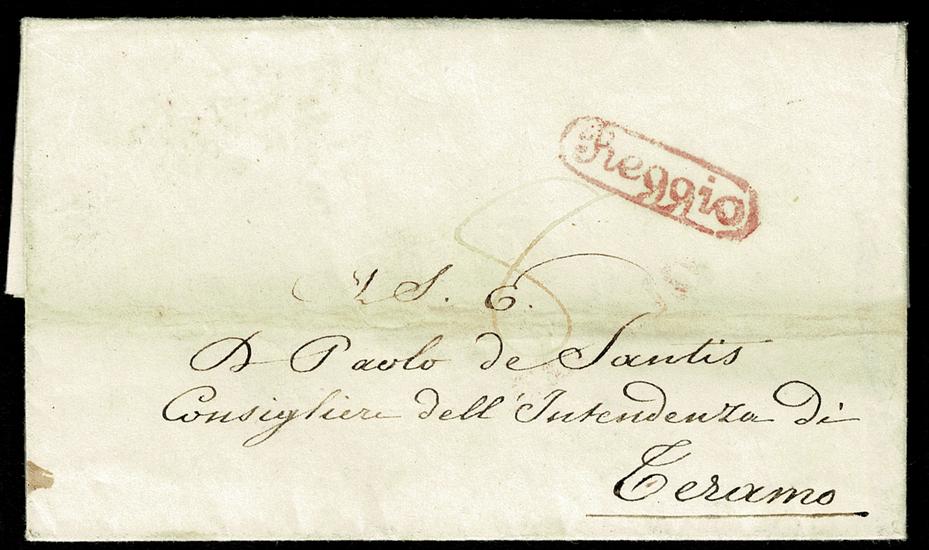 Reggio
A S. E.
D Paolo de Santis
Consigliere dell'Intendenza di
Teramo